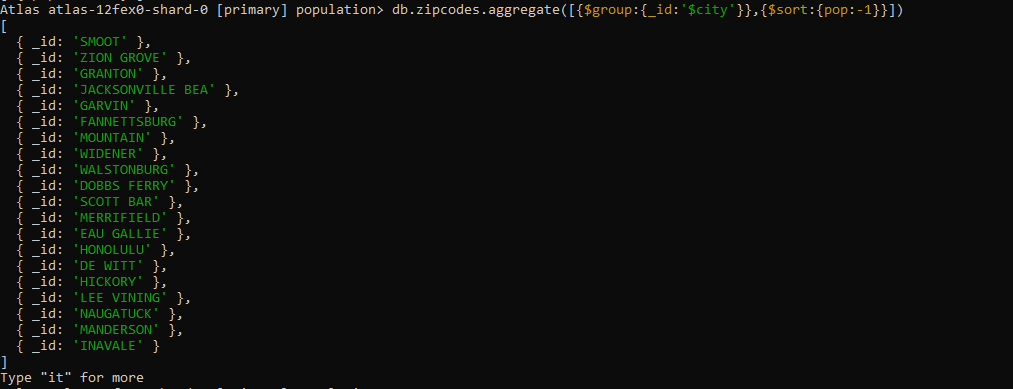 Atlas atlas-12fex0-shard-0 [primary] population> db.zipcodes.aggregate([{$group:{_id:'$city'}},{$sort:{pop:-1}}])
[
  { _id: 'SMOOT' },
  { _id: 'ZION GROVE' },
  { _id: 'GRANTON' },
  { _id: 'JACKSONVILLE BEA' },
  { _id: 'GARVIN' },
  { _id: 'FANNETTSBURG' },
  { _id: 'MOUNTAIN' },
  { _id: 'WIDENER' },
  { _id: 'WALSTONBURG' },
  { _id: 'DOBBS FERRY' },
  { _id: 'SCOTT BAR' },
  { _id: 'MERRIFIELD' },
  { _id: 'EAU GALLIE' },
  { _id: 'HONOLULU' },
  { _id: 'DE WITT' },
  { _id: 'HICKORY' },
  { _id: 'LEE VINING' },
  { _id: 'NAUGATUCK' },
  { _id: 'MANDERSON' },
  { _id: 'INAVALE' }
]
Type "it" for more